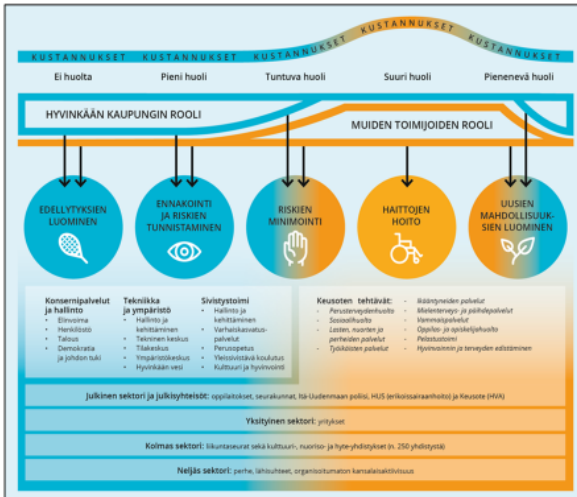 KUSTANNUKSET KUSTANNUKSET KUSTANNUKSET KUSTANNUKSET KUSTANNUKSET
Ei huolta Pieni huoli Tuntuva huoli Suuri huoli Pienenevä huoli
HYVINKÄÄN KAUPUNGIN ROOLI
MUIDEN TOIMIJOIDEN ROOLI
EDELLYTYKSIEN
LUOMINEN
ENNAKOINTI
JA RISKIEN
TUNNISTAMINEN
RISKIEN
MINIMOINTI
HAITTOJEN
HOITO
UUSIEN
MAHDOLLISUUK-
SIEN LUOMINEN
Konsernipalvelut
ja hallinto
• Elinvoima
• Henkilöstö
• Talous
• Demokratia
ja johdon tuki
Tekniikka
ja ympäristö
• Hallinto ja
kehittäminen
• Tekninen keskus
• Tilakeskus
• Ympäristökeskus
• Hyvinkään vesi
Sivistystoimi
• Hallinto ja
kehittäminen
• Varhaiskasvatus-
palvelut
• Perusopetus
• Yleissivistävä koulutus
• Kulttuuri ja hyvinvointi
Keusoten tehtävät:
- Perusterveydenhuolto
- Sosiaalihuolto
- Lasten, nuorten ja
perheiden palvelut
- Työikäisten palvelut
- Ikääntyneiden palvelut
- Mielenterveys- ja päihdepalvelut
- Vammaispalvelut
- Oppilas- ja opiskelijahuolto
- Pelastustoimi
- Hyvinvoinnin ja terveyden edistäminen
Julkinen sektori ja julkisyhteisöt: oppilaitokset, seurakunnat, Itä-Uudenmaan poliisi, HUS (erikoissairaanhoito) ja Keusote (HVA)
Yksityinen sektori: yritykset
Kolmas sektori: liikuntaseurat sekä kulttuuri-, nuoriso- ja hyte-yhdistykset (n. 250 yhdistystä)
Neljäs sektori: perhe, lähisuhteet, organisoitumaton kansalaisaktiivisuus